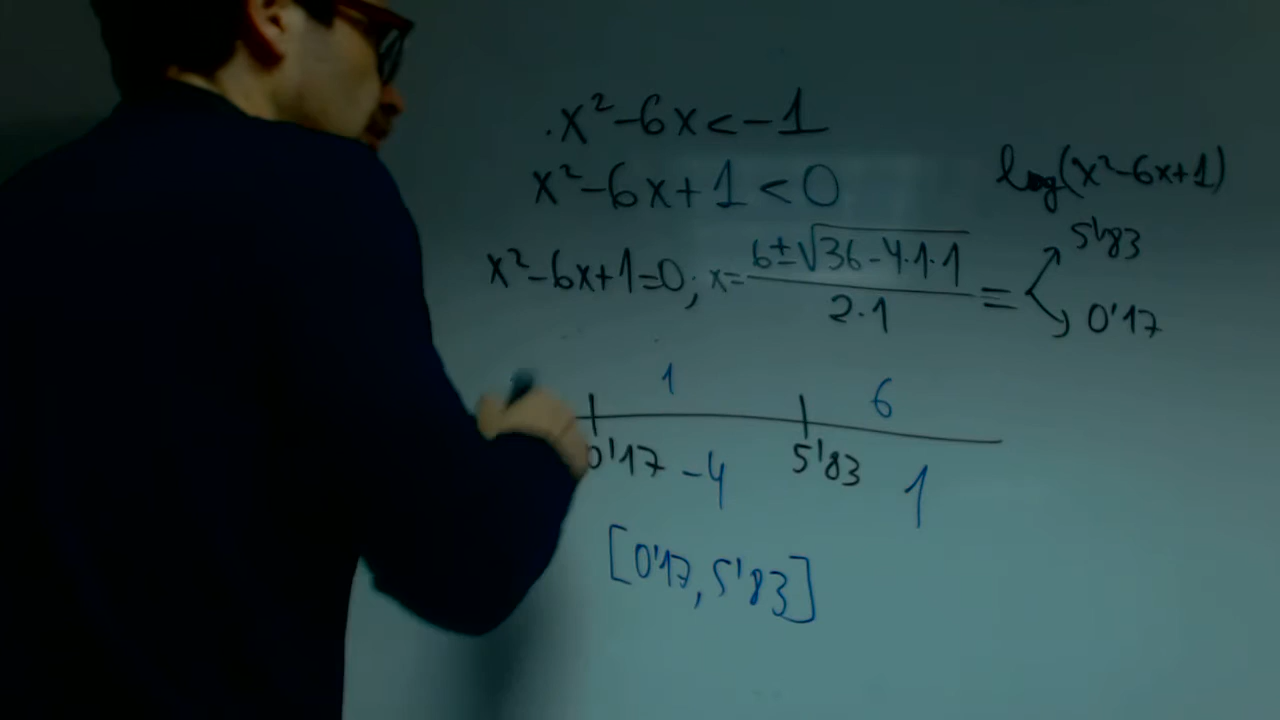 .x²-6x<-1
x²-6x+1<0
log(x²-6x+1)
x²-6x+1=0; x= 6±√36-4·1·1 / 2·1 = 5'83 0'17
1 6
0'17 -4 5'83 1
[0'17, 5'83]